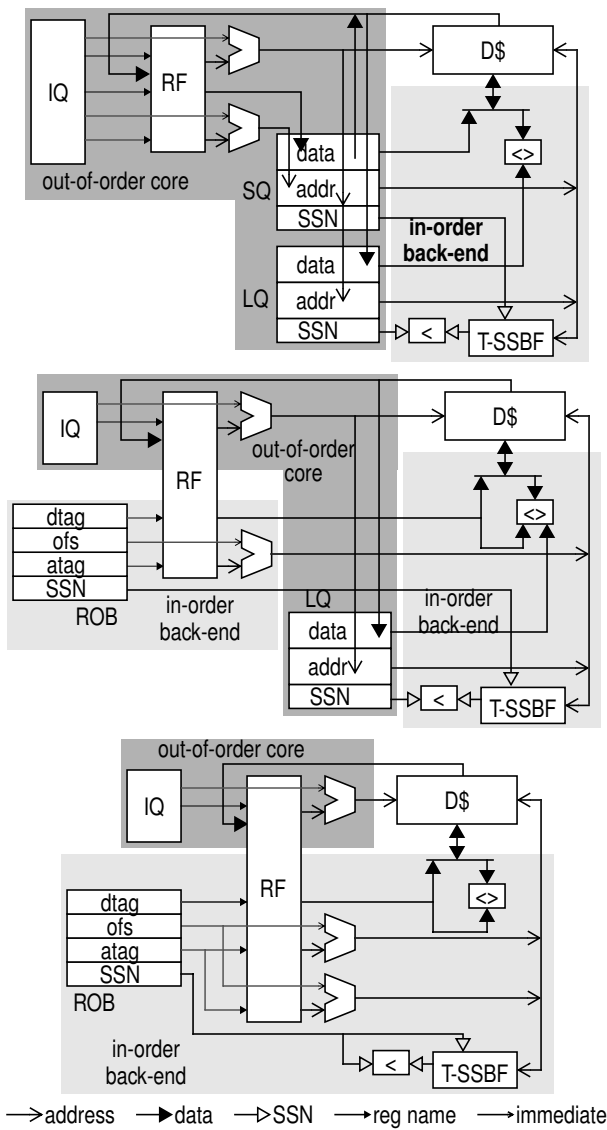 D$
IQ
RF
<>
out-of-order core
data
SQ
addr
SSN
in-order
back-end
data
LQ
addr
SSN
<
T-SSBF
IQ
D$
out-of-order
core
RF
<>
dtag
ofs
atag
SSN
ROB
in-order
back-end
LQ
in-order
back-end
data
addr
SSN
<
T-SSBF
out-of-order core
IQ
D$
RF
<>
dtag
ofs
atag
SSN
ROB
in-order
back-end
<
T-SSBF
address data SSN reg name immediate